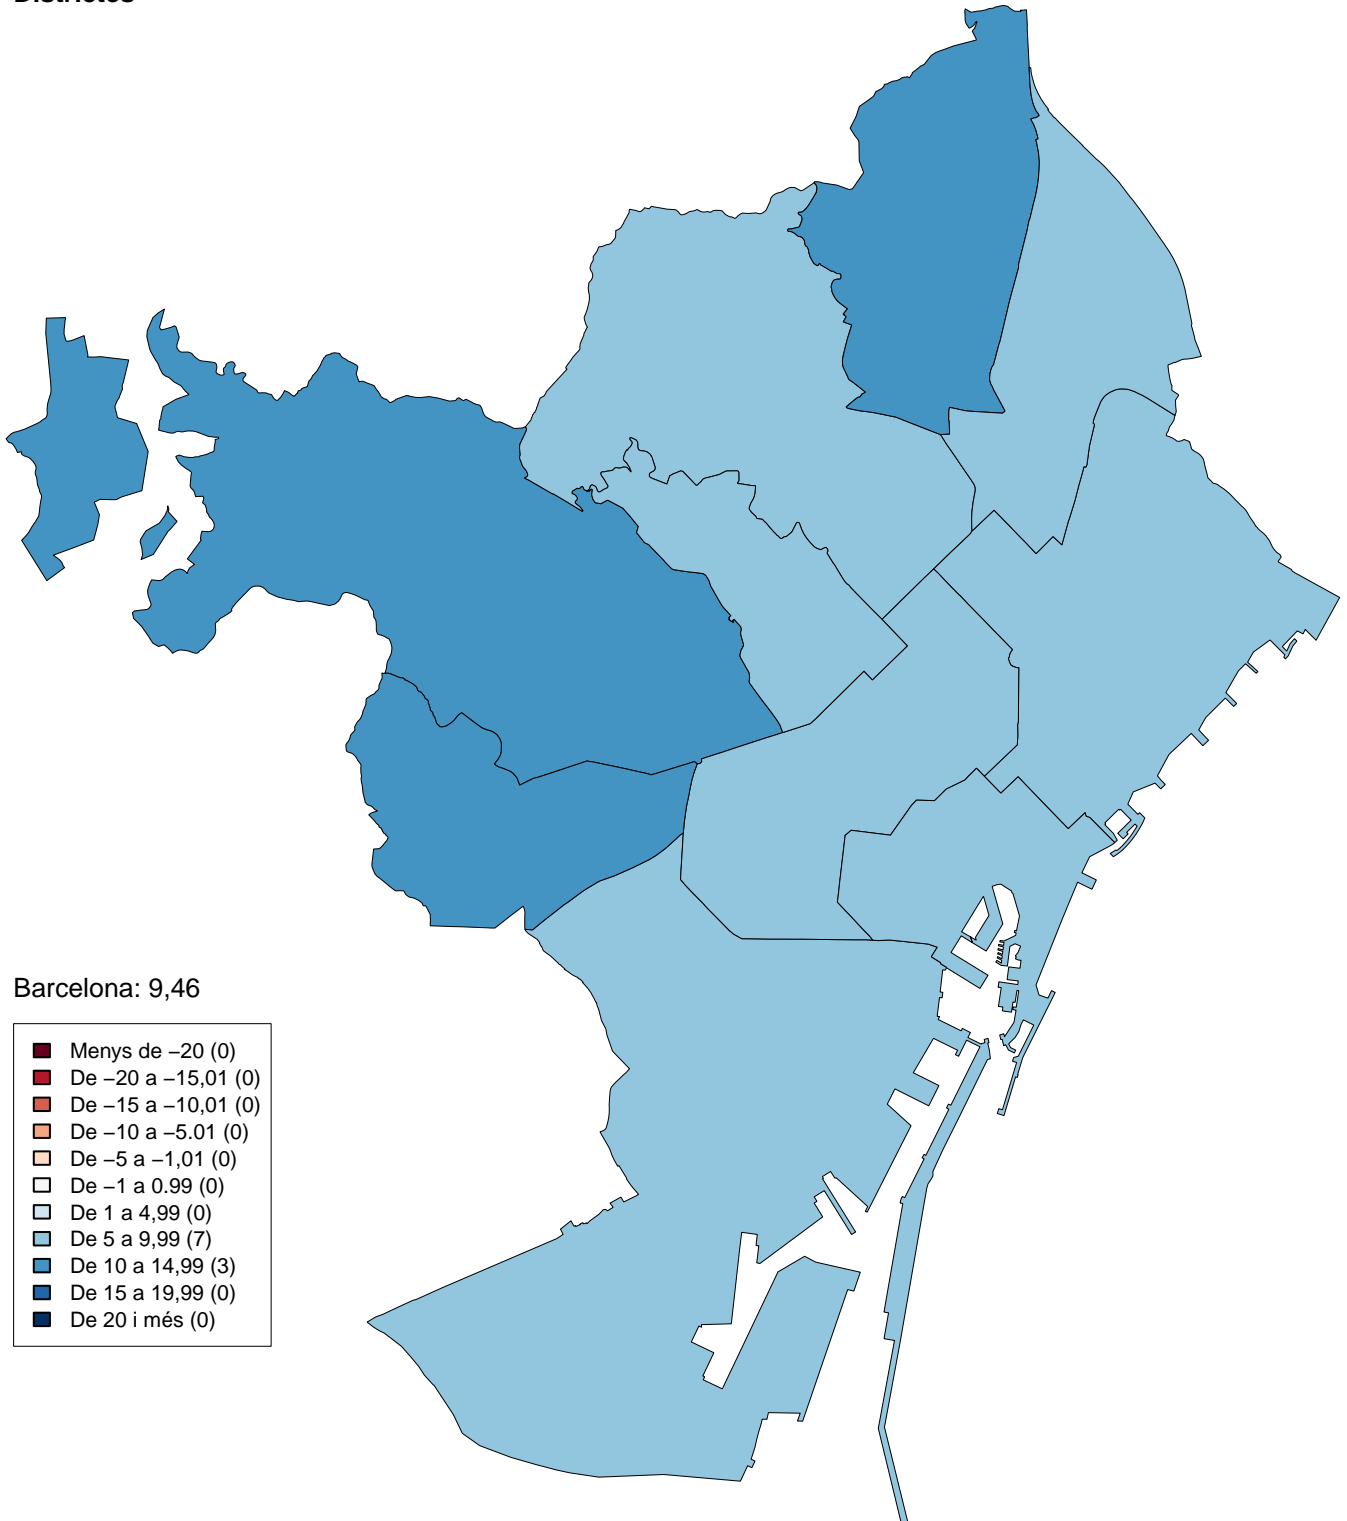 Districtes
Barcelona: 9,46
Menys de −20 (0)
De −20 a −15,01 (0)
De −15 a −10,01 (0)
De −10 a −5.01 (0)
De −5 a −1,01 (0)
De −1 a 0.99 (0)
De 1 a 4,99 (0)
De 5 a 9,99 (7)
De 10 a 14,99 (3)
De 15 a 19,99 (0)
De 20 i més (0)